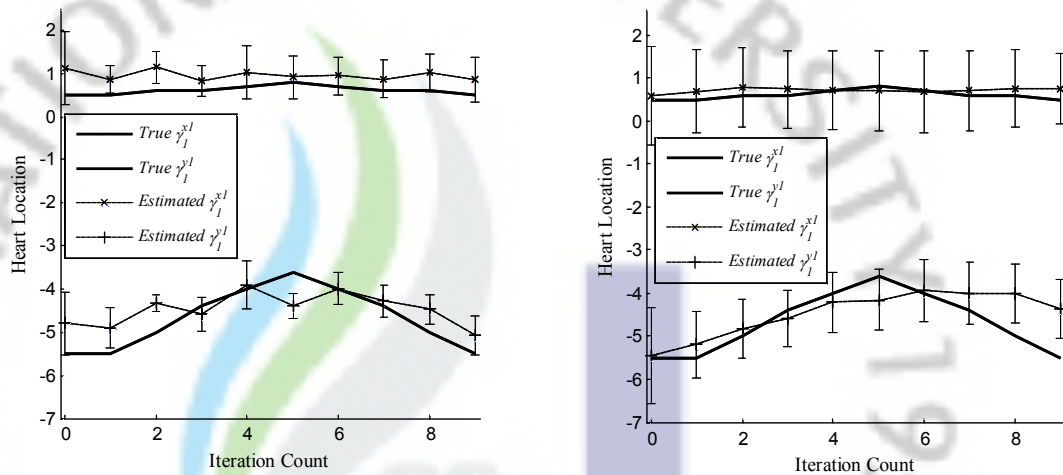 2
1
0
-1
-2
-3
-4
-5
-6
-7
Heart Location
True γ₁ˣ¹
True γ₁ʸ¹
Estimated γ₁ˣ¹
Estimated γ₁ʸ¹
0 2 4 6 8
Iteration Count
2
1
0
-1
-2
-3
-4
-5
-6
-7
Heart Location
True γ₁ˣ¹
True γ₁ʸ¹
Estimated γ₁ˣ¹
Estimated γ₁ʸ¹
0 2 4 6 8
Iteration Count